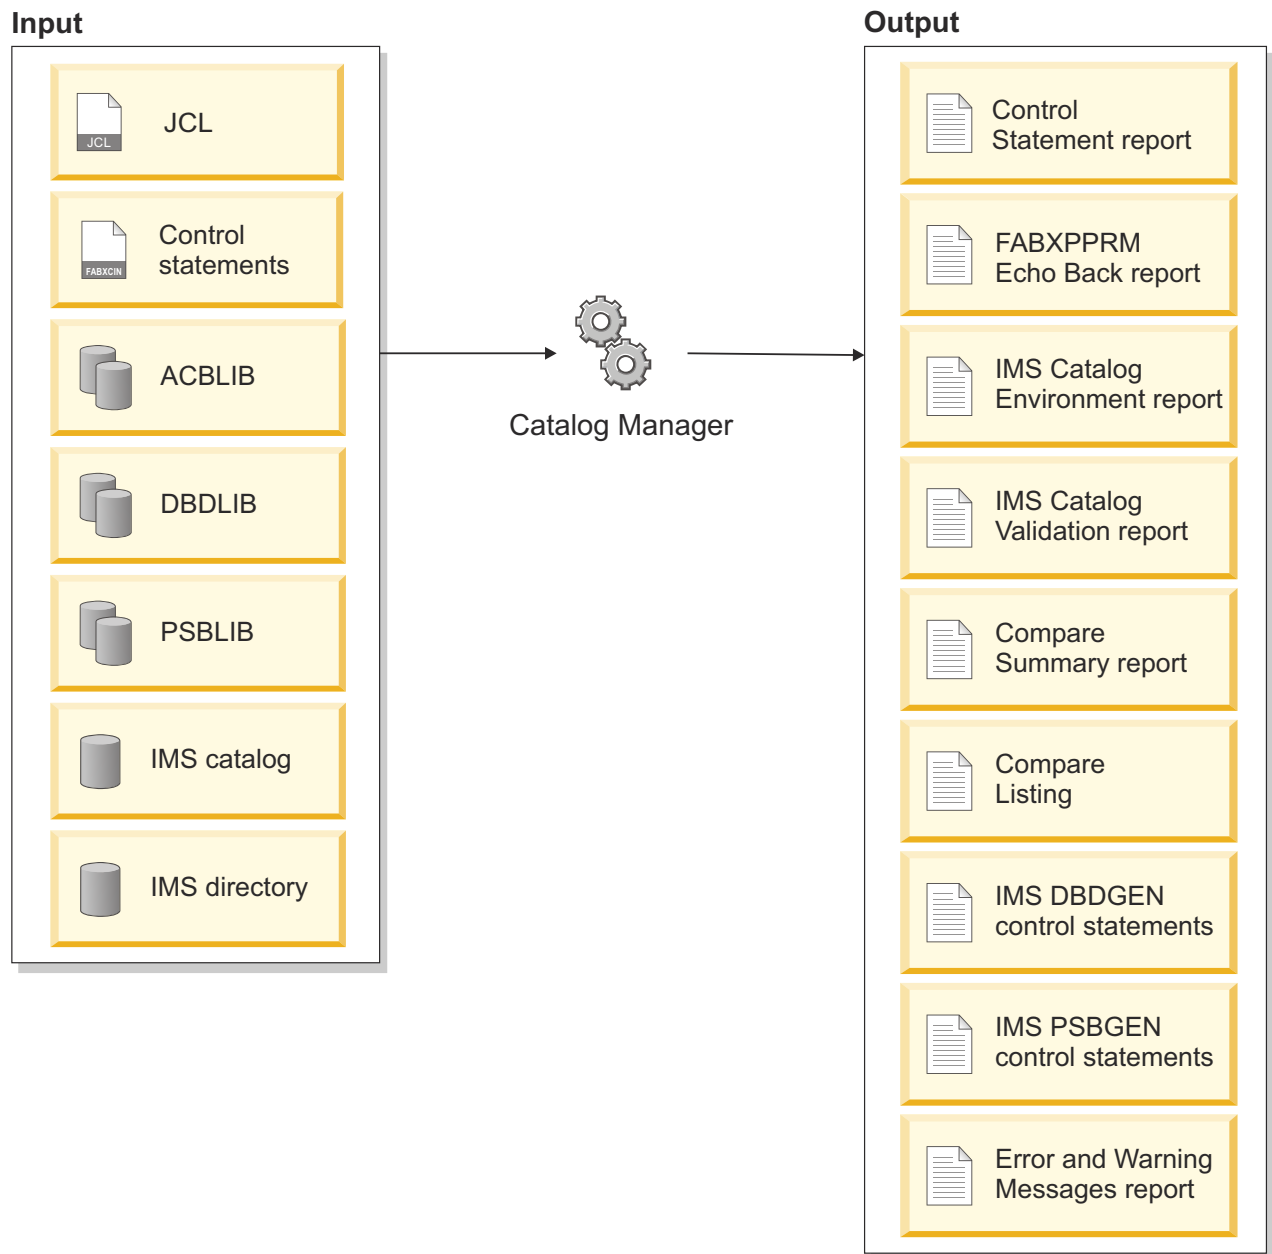 Input
JCL
JCL
FABXCIN
Control
statements
ACBLIB
DBDLIB
PSBLIB
IMS catalog
IMS directory
Catalog Manager
Output
Control
Statement report
FABXPPRM
Echo Back report
IMS Catalog
Environment report
IMS Catalog
Validation report
Compare
Summary report
Compare
Listing
IMS DBDGEN
control statements
IMS PSBGEN
control statements
Error and Warning
Messages report